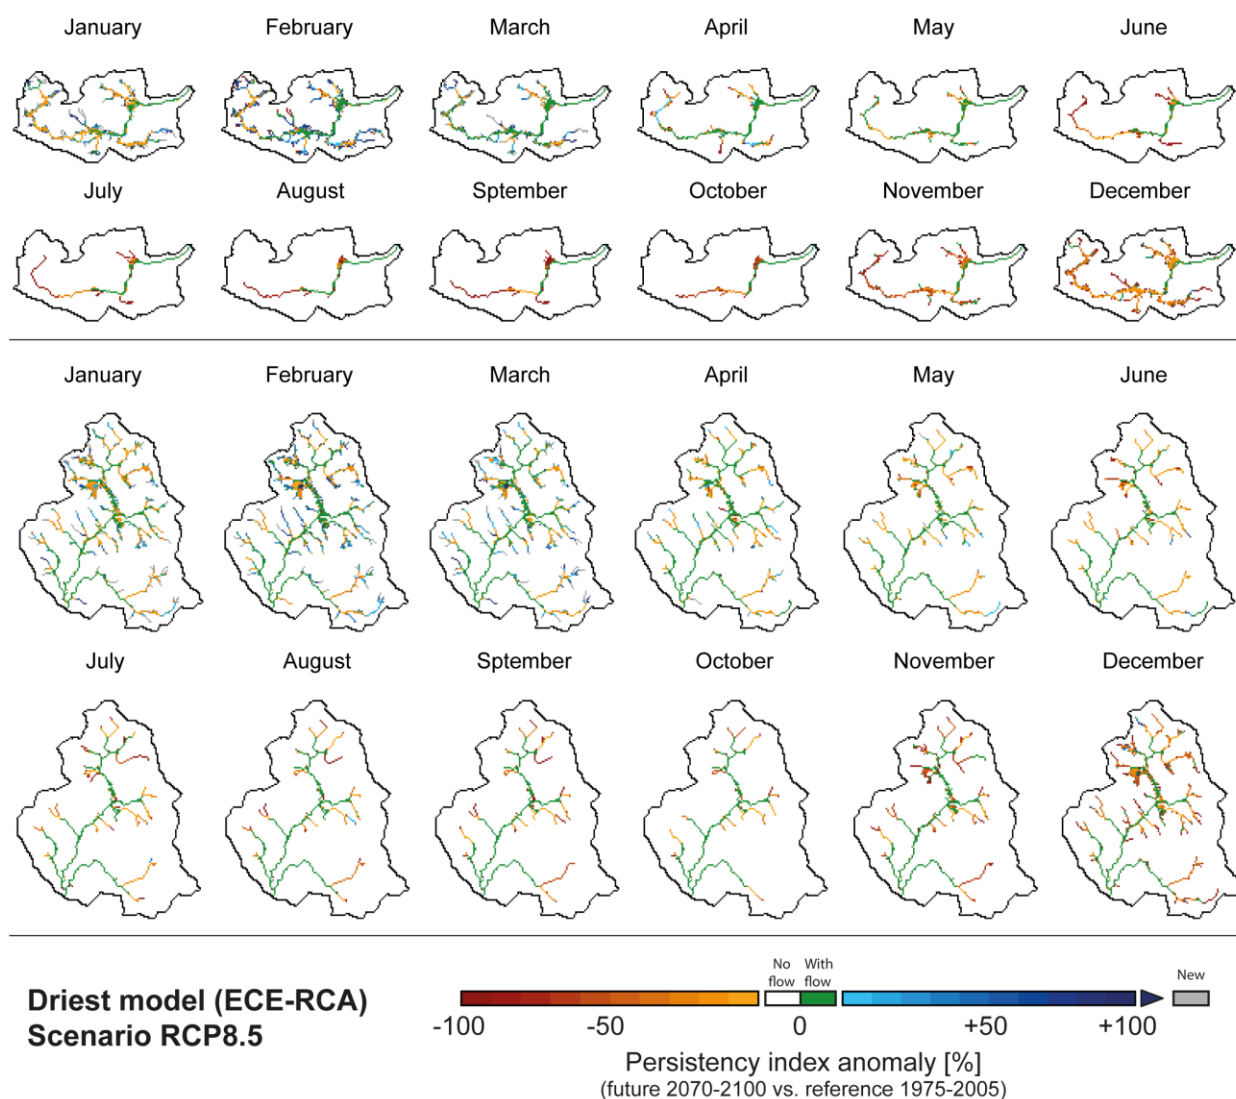 January February March April May June
July August Sptember October November December
January February March April May June
July August Sptember October November December
Driest model (ECE-RCA)
Scenario RCP8.5
No flow
With flow
New
-100 -50 0 +50 +100
Persistency index anomaly [%]
(future 2070-2100 vs. reference 1975-2005)